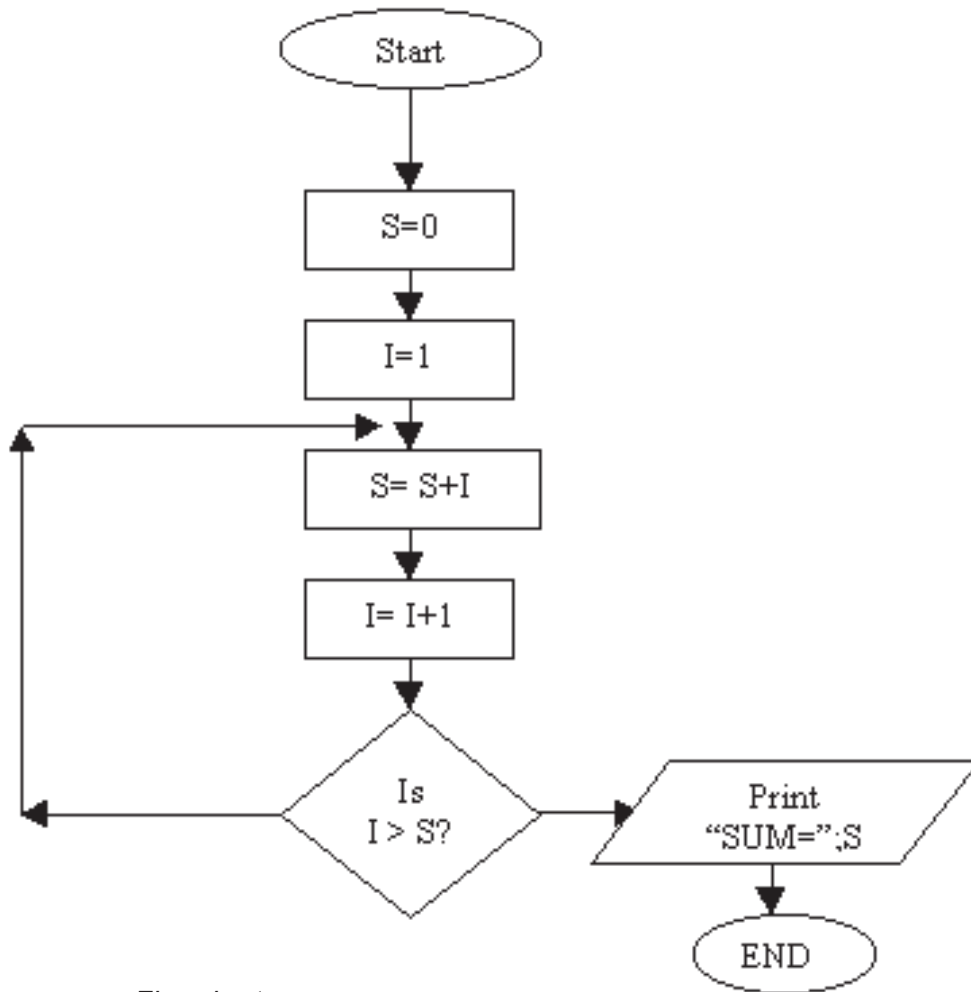 Start
S=0
I=1
S= S+I
I= I+1
Is
I > S?
Print
“SUM=”;S
END